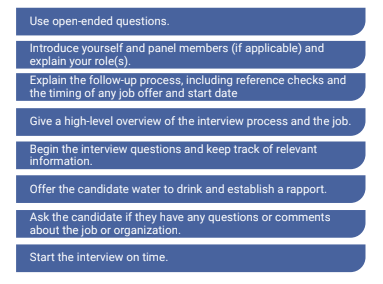 Use open-ended questions.
Introduce yourself and panel members (if applicable) and
explain your role(s).
Explain the follow-up process, including reference checks and
the timing of any job offer and start date
Give a high-level overview of the interview process and the job.
Begin the interview questions and keep track of relevant
information.
Offer the candidate water to drink and establish a rapport.
Ask the candidate if they have any questions or comments
about the job or organization.
Start the interview on time.